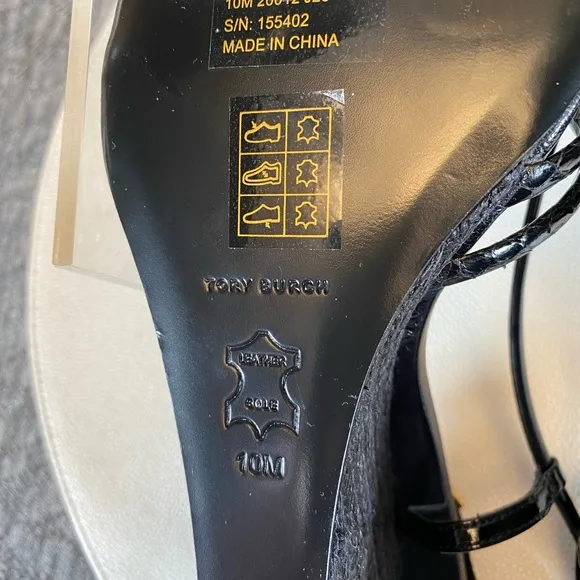 S/N: 155402
MADE IN CHINA
TORY BURCH
LEATHER
SOLE
10M